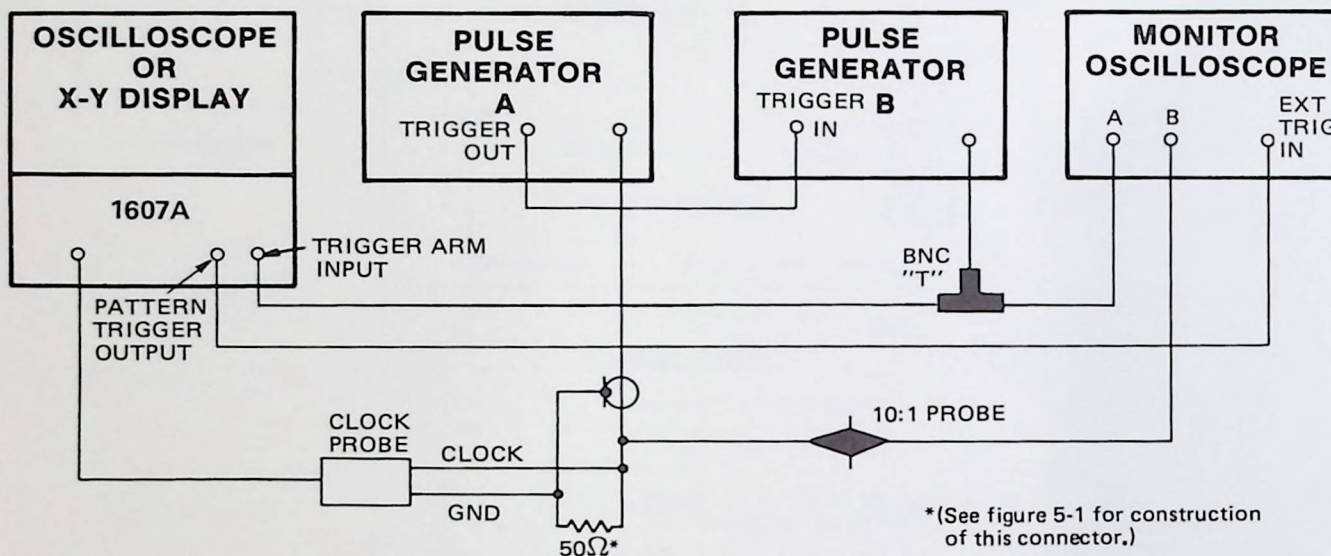 OSCILLOSCOPE
OR
X-Y DISPLAY
1607A
TRIGGER ARM
INPUT
PATTERN
TRIGGER
OUTPUT
PULSE
GENERATOR
A
TRIGGER
OUT
PULSE
GENERATOR
B
TRIGGER
IN
MONITOR
OSCILLOSCOPE
A
B
EXT
TRIG
IN
BNC
"T"
CLOCK
PROBE
CLOCK
GND
50Ω*
10:1 PROBE
*(See figure 5-1 for construction
of this connector.)